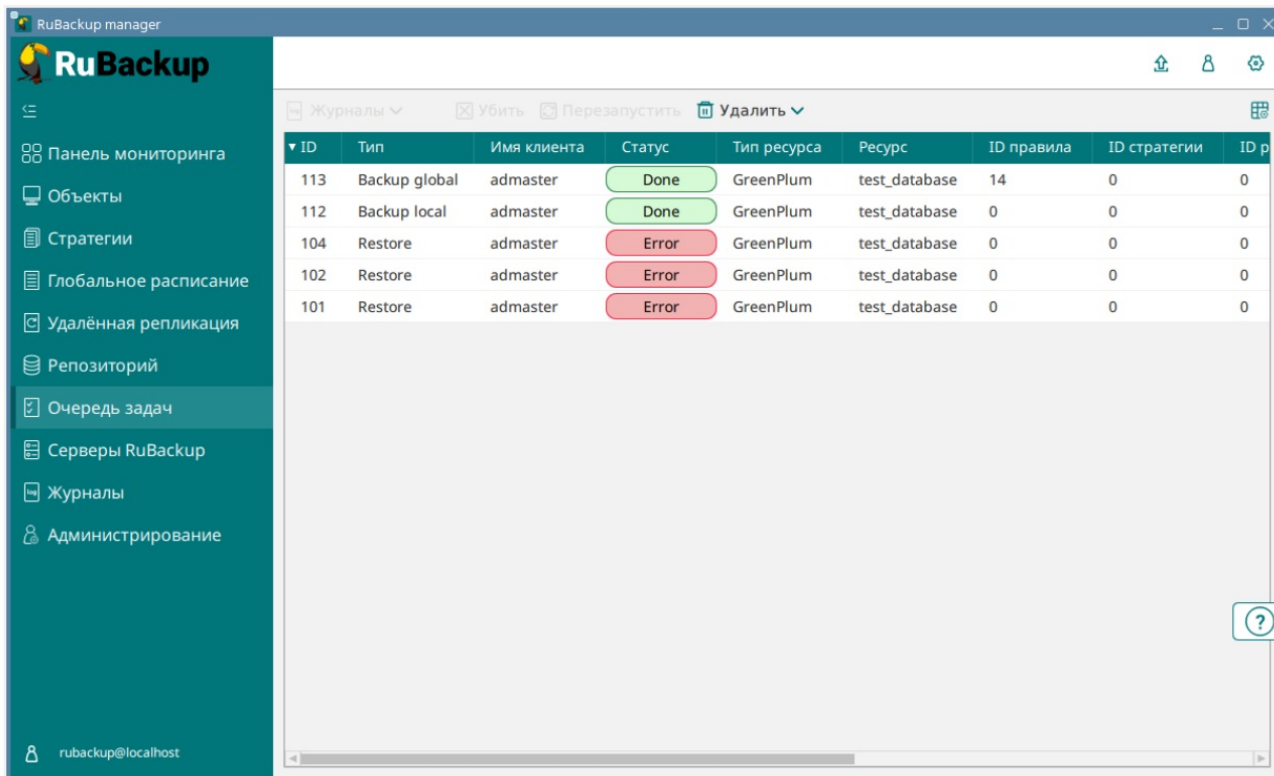 RuBackup manager
RuBackup
Панель мониторинга
Объекты
Стратегии
Глобальное расписание
Удалённая репликация
Репозиторий
Очередь задач
Серверы RuBackup
Журналы
Администрирование
rubackup@localhost
Журналы Убить Перезапустить Удалить
ID Тип Имя клиента Статус Тип ресурса Ресурс ID правила ID стратегии ID р
113 Backup global admaster Done GreenPlum test_database 14 0 0
112 Backup local admaster Done GreenPlum test_database 0 0 0
104 Restore admaster Error GreenPlum test_database 0 0 0
102 Restore admaster Error GreenPlum test_database 0 0 0
101 Restore admaster Error GreenPlum test_database 0 0 0
?